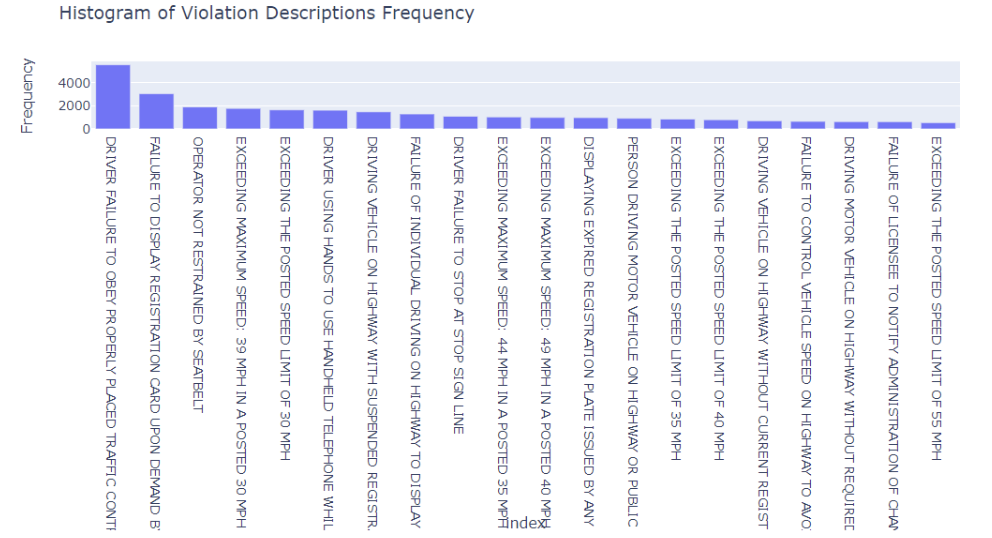 Histogram of Violation Descriptions Frequency
Frequency
4000
2000
0
DRIVER FAILURE TO OBEY PROPERLY PLACED TRAFFIC
FAILURE TO DISPLAY REGISTRATION CARD UPON DEMAND
OPERATOR NOT RESTRAINED BY SEATBELT
EXCEEDING MAXIMUM SPEED: 39 MPH IN A POSTED 30 MPH
EXCEEDING THE POSTED SPEED LIMIT OF 30 MPH
DRIVER USING HANDS TO USE HANDHELD TELEPHONE
DRIVING VEHICLE ON HIGHWAY WITH SUSPENDED
FAILURE OF INDIVIDUAL DRIVING ON HIGHWAY TO DISPLAY
DRIVER FAILURE TO STOP AT STOP SIGN LINE
EXCEEDING MAXIMUM SPEED: 44 MPH IN A POSTED 35 MPH
EXCEEDING MAXIMUM SPEED: 49 MPH IN A POSTED 40 MPH
DISPLAYING EXPIRED REGISTRATION PLATE ISSUED BY ANY
PERSON DRIVING MOTOR VEHICLE ON HIGHWAY OR PUBLIC
EXCEEDING THE POSTED SPEED LIMIT OF 35 MPH
EXCEEDING THE POSTED SPEED LIMIT OF 40 MPH
DRIVING VEHICLE ON HIGHWAY WITHOUT CURRENT REGIST
FAILURE TO CONTROL VEHICLE SPEED ON HIGHWAY TO
DRIVING MOTOR VEHICLE ON HIGHWAY WITHOUT REQUIRED
FAILURE OF LICENSEE TO NOTIFY ADMINISTRATION OF
EXCEEDING THE POSTED SPEED LIMIT OF 55 MPH
Index